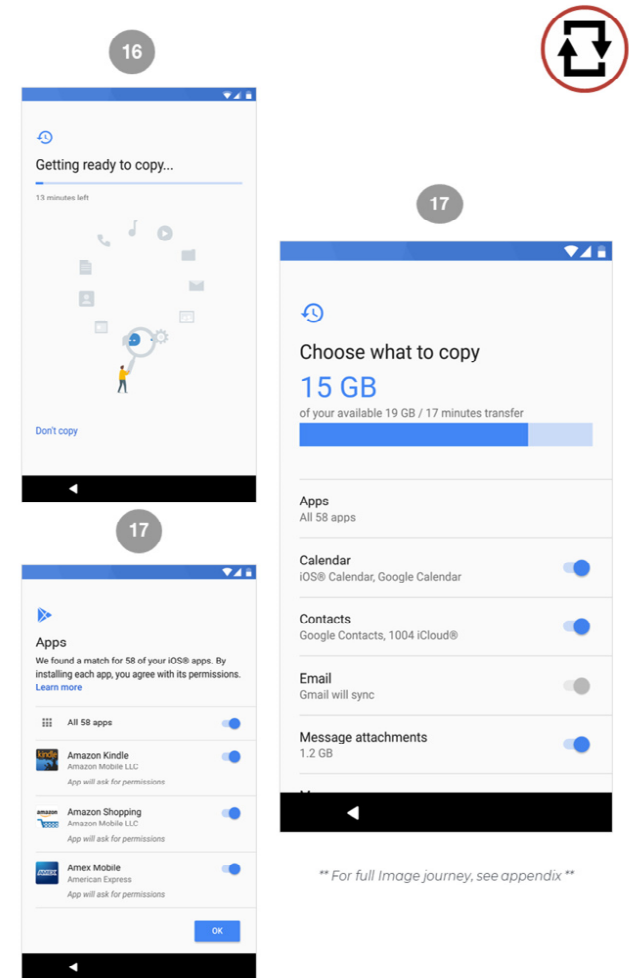 16
Getting ready to copy...
13 minutes left
Don't copy
17
Apps
We found a match for 58 of your iOS® apps. By
installing each app, you agree with its permissions.
Learn more
All 58 apps
kindle
Amazon Kindle
Amazon Mobile LLC
App will ask for permissions
amazon
Amazon Shopping
Amazon Mobile LLC
App will ask for permissions
Amex Mobile
American Express
App will ask for permissions
OK
17
Choose what to copy
15 GB
of your available 19 GB / 17 minutes transfer
Apps
All 58 apps
Calendar
iOS® Calendar, Google Calendar
Contacts
Google Contacts, 1004 iCloud®
Email
Gmail will sync
Message attachments
1.2 GB
** For full Image journey, see appendix **